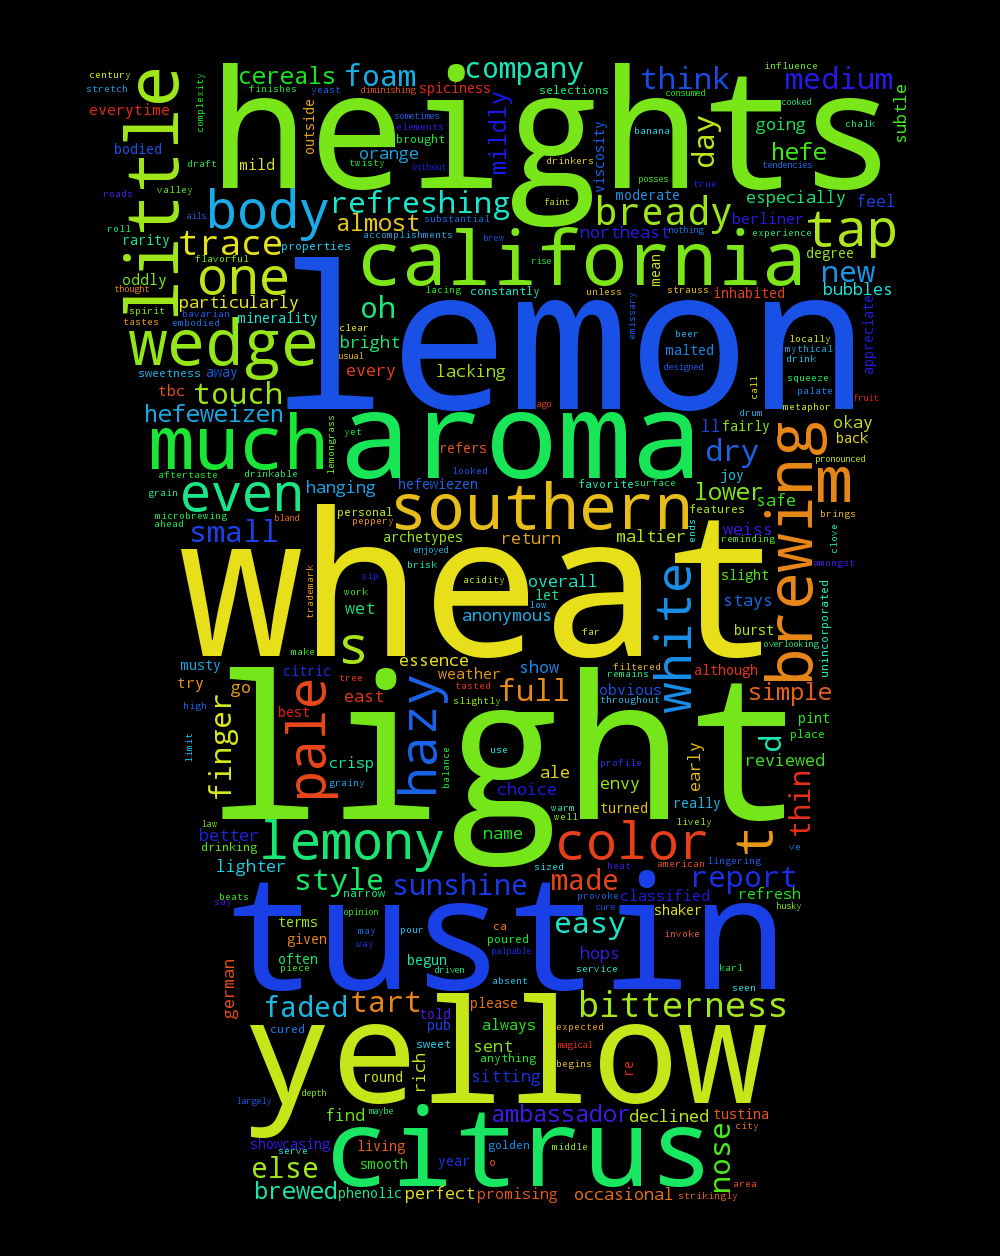 heights
lemon
wheat
light
tustin
yellow
citrus
aroma
california
southern
much
wedge
little
brewing
body
bready
tap
trace
one
even
white
pale
hazy
color
lemony
bitterness
m
s
t
d
century
stretch
everytime
bodied
complexity
cereals
finishes
yeast
foam
diminishing
spiciness
company
selections
think
influence
medium
consumed
cooked
subtle
outside
sometimes
elements
brought
mildly
viscosity
banana
day
going
chalk
draft
mild
orange
twisty
without
drinkers
posses
hefe
tendencies
roads
valley
ails
refreshing
faint
moderate
true
especially
feel
roll
rarity
almost
substantial
northeast
berliner
nothing
experience
properties
accomplishments
brew
degree
oddly
flavorful
rise
mean
new
thought
particularly
lacing
constantly
unless
strauss
inhabited
bubbles
spirit
bavarian
minerality
oh
tastes
embodied
clear
usual
bright
emissary
beer
malted
designed
locally
mythical
drink
appreciate
sweetness
away
every
lacking
call
squeeze
palate
tbc
touch
metaphor
fruit
hefeweizen
ago
drum
lemongrass
yet
refers
ll
fairly
okay
back
aftertaste
drinkable
looked
dry
joy
pronounced
grain
hanging
hefewiezen
favorite
surface
lower
safe
microbrewing
ahead
bland
personal
peppery
features
brings
small
archetypes
return
maltier
ends
weiss
reminding
clove
enjoyed
brisk
amongst
trademark
sip
work
wet
acidity
overall
let
low
anonymous
slight
stays
unincorporated
make
far
burst
overlooking
musty
citric
essence
weather
show
filtered
remains
although
try
go
tree
east
tasted
slightly
full
obvious
throughout
simple
high
best
finger
pint
place
limit
crisp
grainy
balance
use
profile
ale
choice
envy
early
reviewed
warm
well
turned
really
thin
law
better
drinking
name
lively
ve
lighter
sized
heat
american
lingering
style
narrow
sunshine
made
provoke
cure
classified
report
refresh
husky
beats
say
opinion
terms
may
way
pour
ca
poured
easy
shaker
invoke
given
often
piece
begun
driven
palpable
hops
service
karl
absent
seen
german
faded
tart
please
cured
told
pub
always
expected
sweet
sent
anything
magical
begins
rich
round
sitting
re
largely
depth
find
maybe
ambassador
declined
tustina
city
showcasing
serve
living
smooth
year
golden
o
middle
nose
else
brewed
phenolic
perfect
promising
occasional
strikingly
area